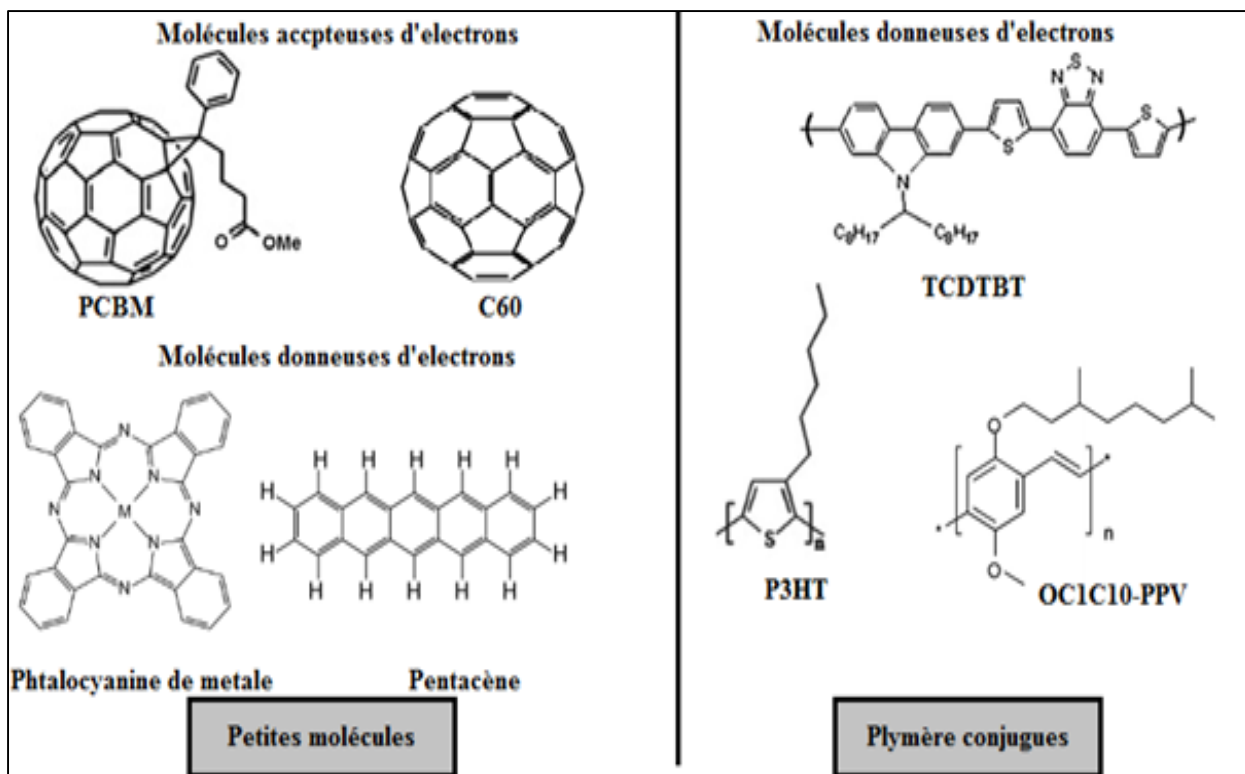 Molécules accpteuses d'electrons
O
OMe
PCBM
C60
Molécules donneuses d'electrons
N
N
N
N
M
N
N
N
N
H H H H H
H H
H H
H H H H H
Phtalocyanine de metale
Pentacène
Petites molécules
Molécules donneuses d'electrons
S
N N
S
S
N
C8H17 C8H17
TCDTBT
S
n
P3HT
O
*
*
n
O
OC1C10-PPV
Plymère conjugues